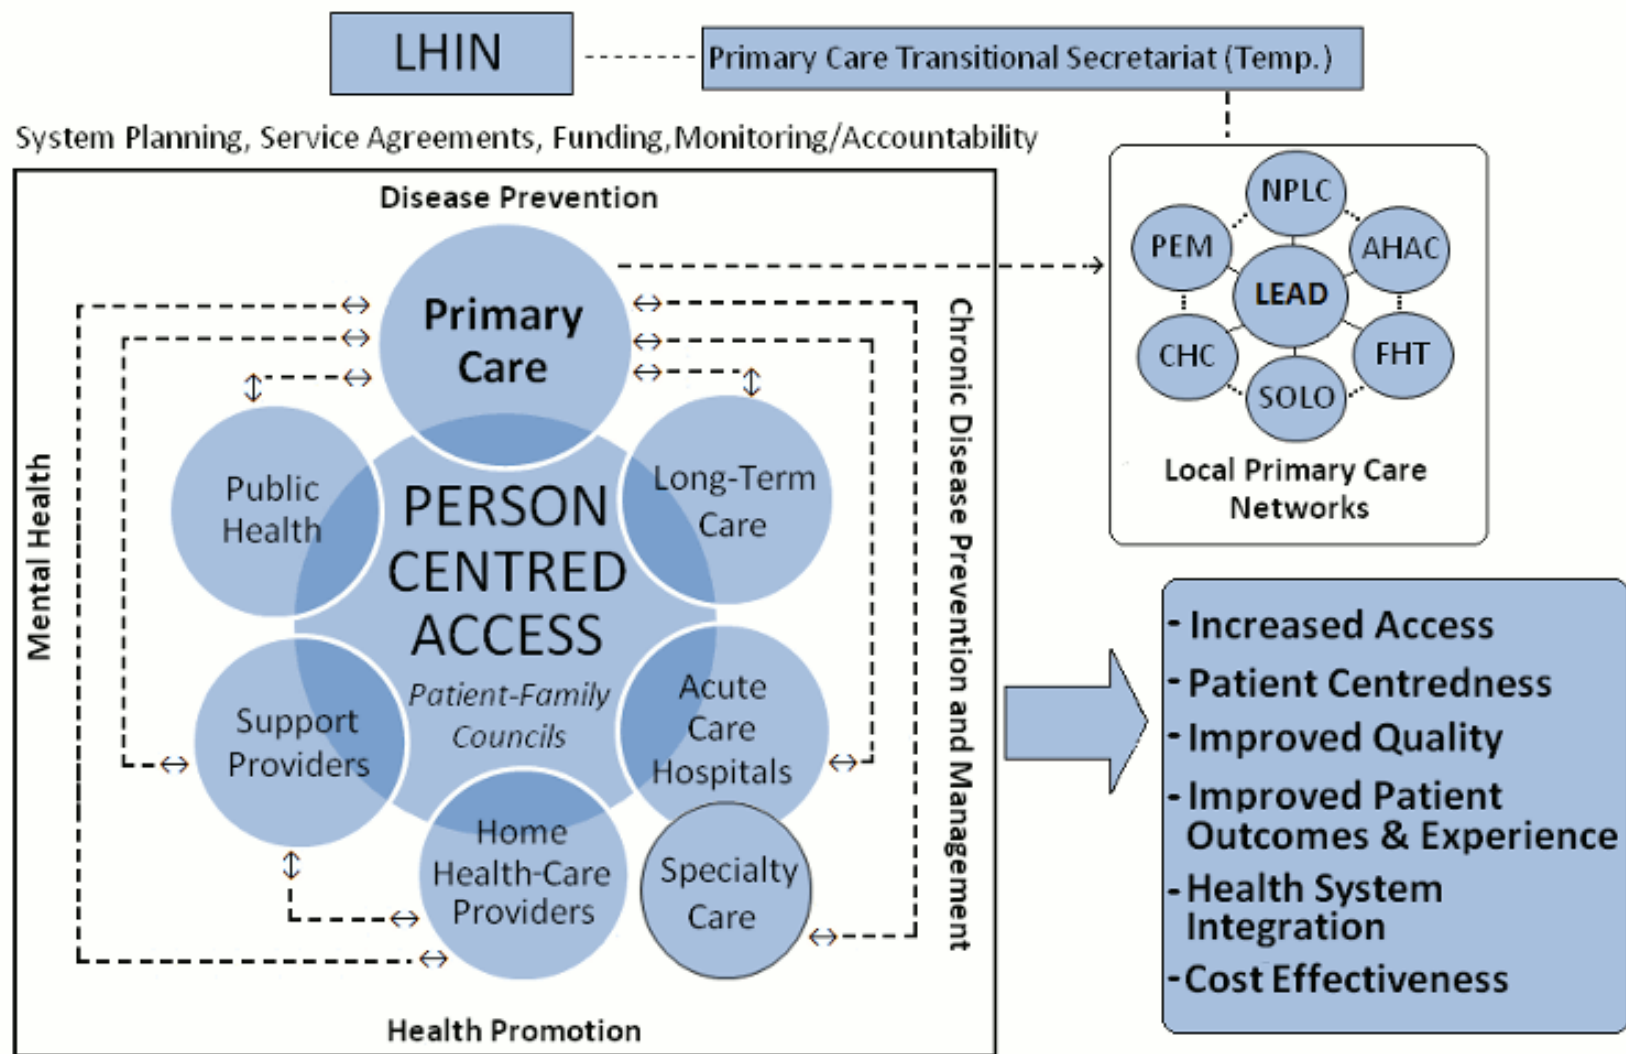 LHIN
Primary Care Transitional Secretariat (Temp.)
System Planning, Service Agreements, Funding,Monitoring/Accountability
Disease Prevention
Primary
Care
Public
Health
Long-Term
Care
PERSON
CENTRED
ACCESS
Patient-Family
Councils
Support
Providers
Acute
Care
Hospitals
Home
Health-Care
Providers
Specialty
Care
Mental Health
Chronic Disease Prevention and Management
Health Promotion
NPLC
PEM
AHAC
LEAD
CHC
FHT
SOLO
Local Primary Care
Networks
- Increased Access
- Patient Centredness
- Improved Quality
- Improved Patient
Outcomes & Experience
- Health System
Integration
- Cost Effectiveness